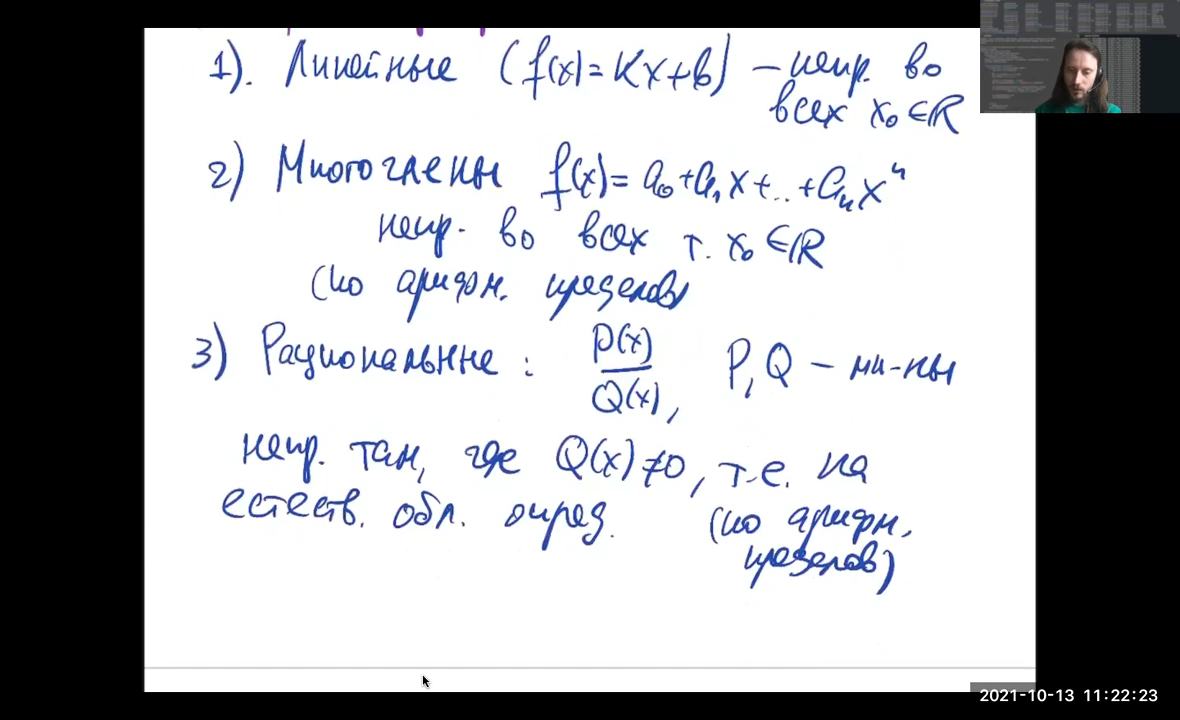 1). Линейные (f(x)=kx+b) – непр. во
всех x₀∈ℝ
2) Многочлены f(x)=a₀+a₁x+..+aₙxⁿ
непр. во всех т. x₀∈ℝ
(по арифм. пределов)
3) Рациональные : P(x)/Q(x), P,Q – мн-ны
непр. там, где Q(x)≠0, т.е. на
естеств. обл. опред. (по арифм.
пределов)
2021-10-13 11:22:23